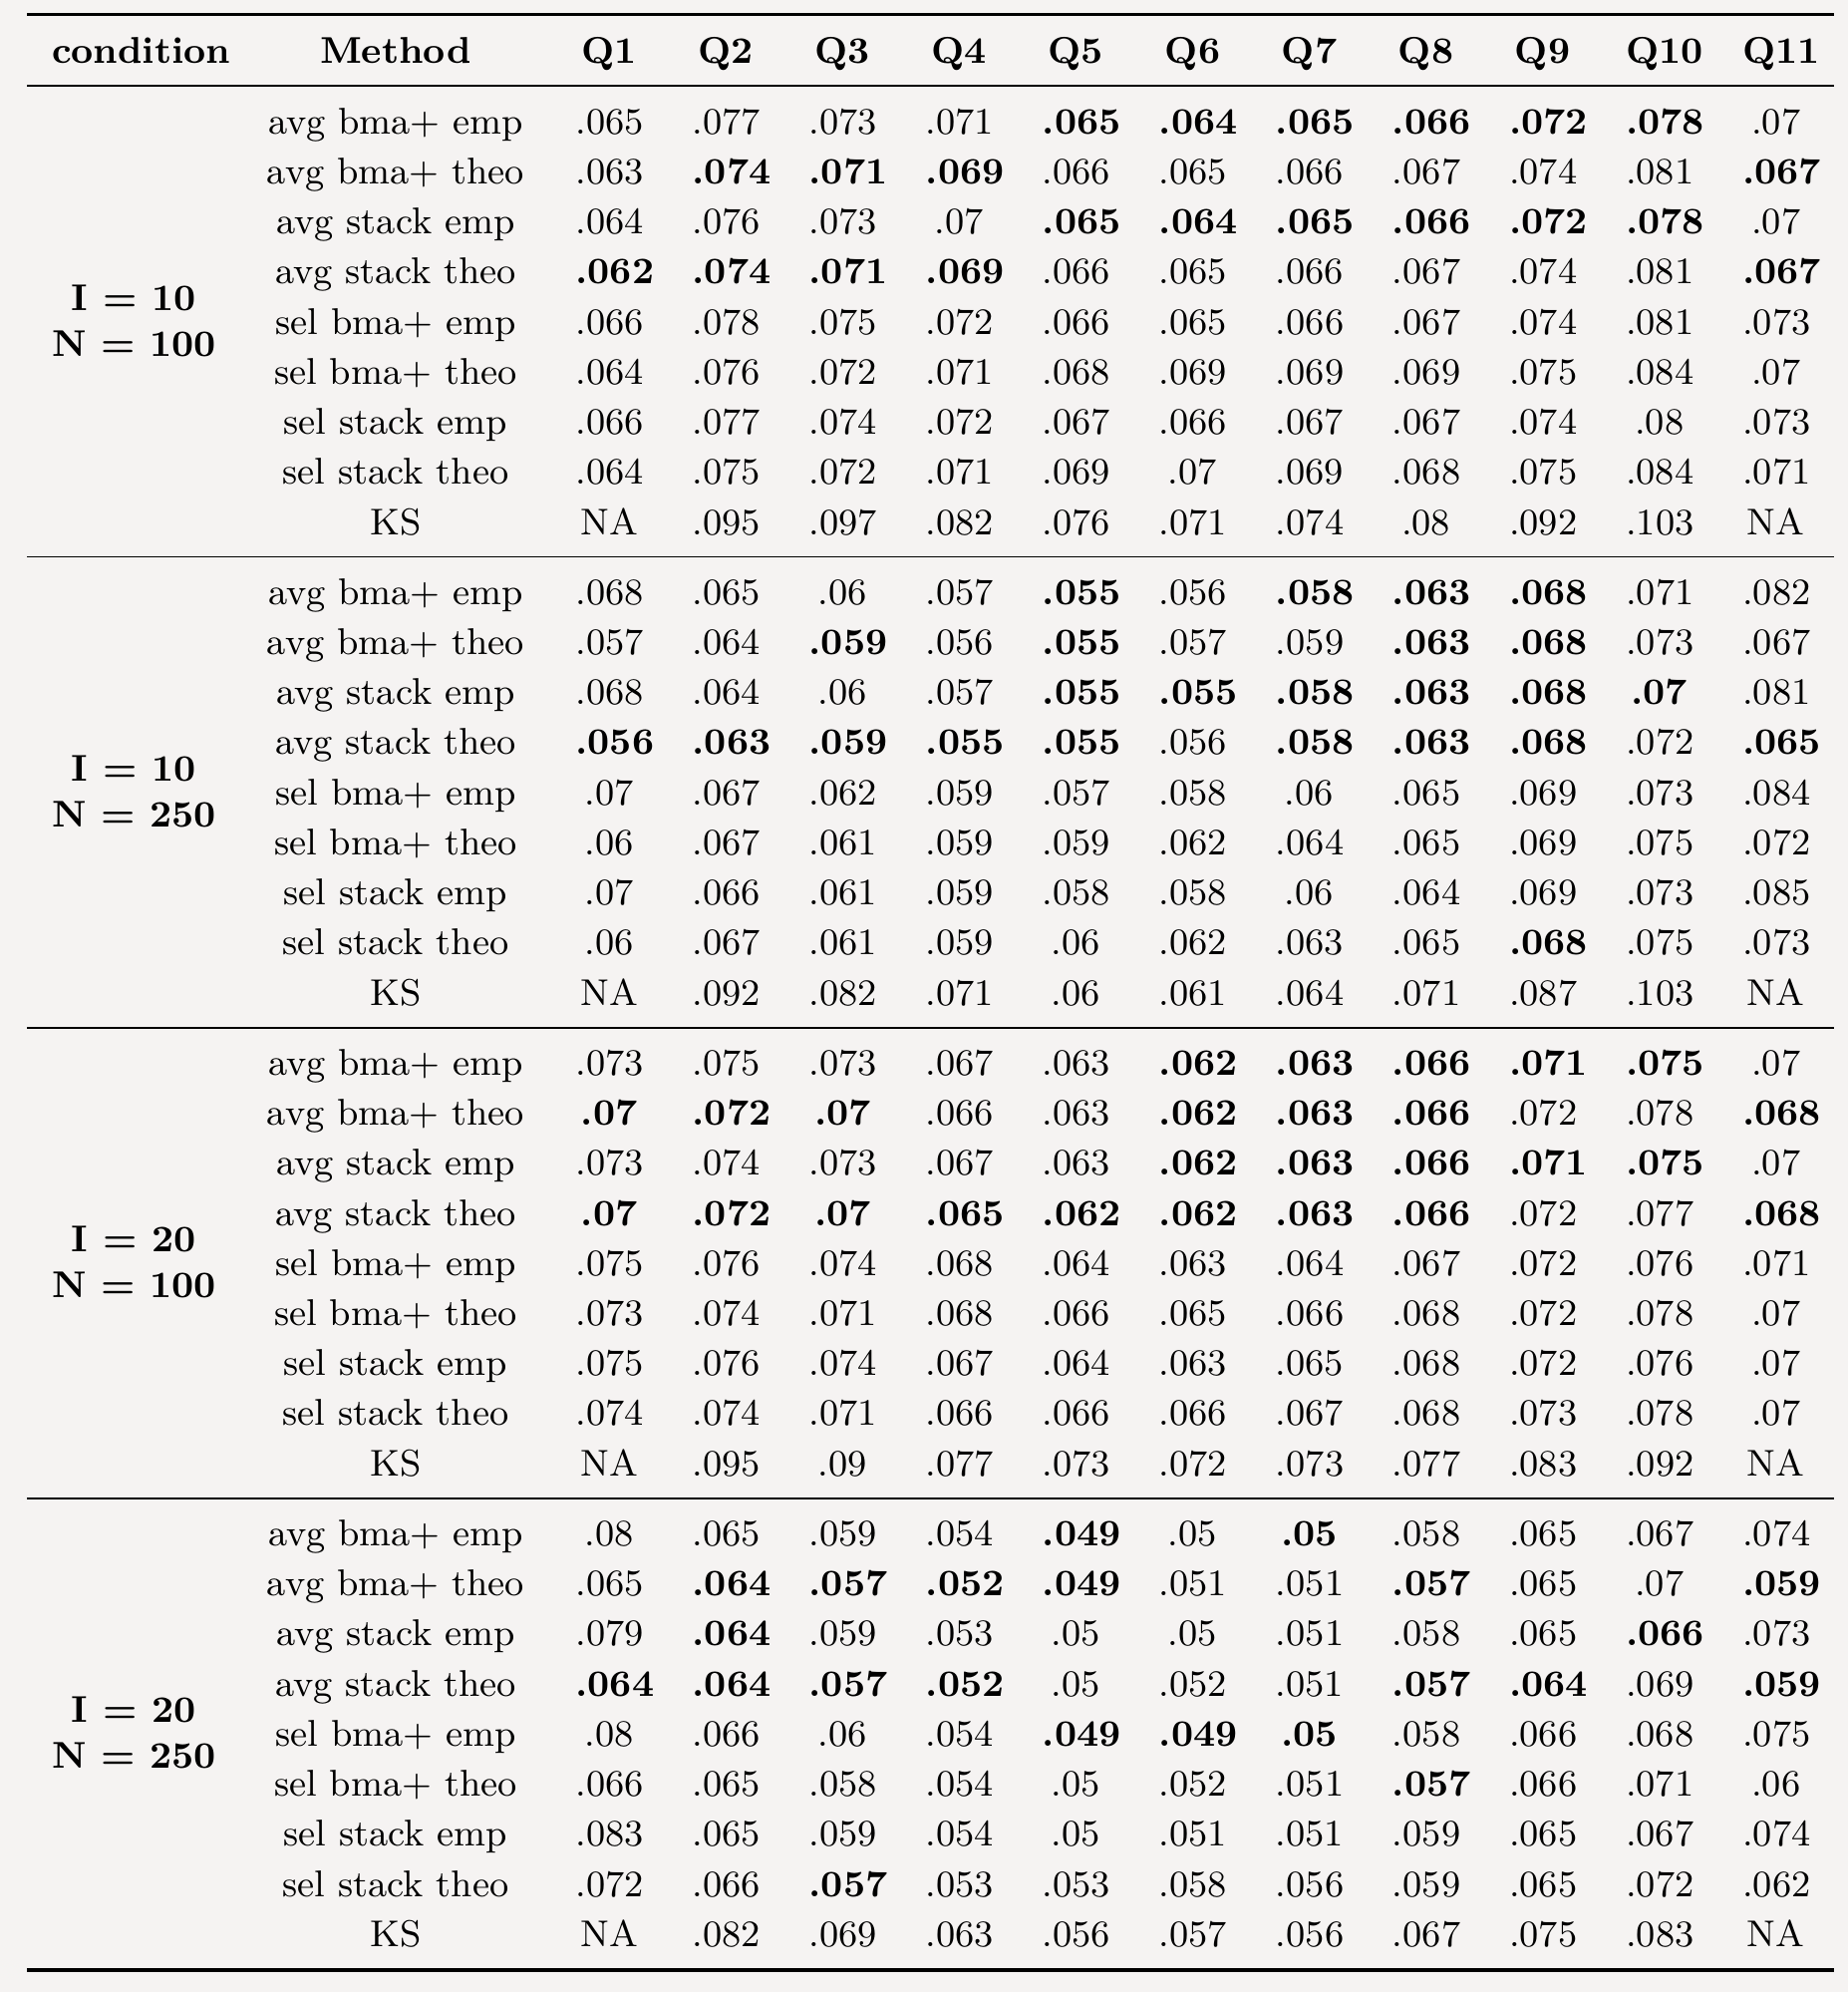 condition Method Q1 Q2 Q3 Q4 Q5 Q6 Q7 Q8 Q9 Q10 Q11
I = 10
N = 100
avg bma+ emp .065 .077 .073 .071 .065 .064 .065 .066 .072 .078 .07
avg bma+ theo .063 .074 .071 .069 .066 .065 .066 .067 .074 .081 .067
avg stack emp .064 .076 .073 .07 .065 .064 .065 .066 .072 .078 .07
avg stack theo .062 .074 .071 .069 .066 .065 .066 .067 .074 .081 .067
sel bma+ emp .066 .078 .075 .072 .066 .065 .066 .067 .074 .081 .073
sel bma+ theo .064 .076 .072 .071 .068 .069 .069 .069 .075 .084 .07
sel stack emp .066 .077 .074 .072 .067 .066 .067 .067 .074 .08 .073
sel stack theo .064 .075 .072 .071 .069 .07 .069 .068 .075 .084 .071
KS NA .095 .097 .082 .076 .071 .074 .08 .092 .103 NA
I = 10
N = 250
avg bma+ emp .068 .065 .06 .057 .055 .056 .058 .063 .068 .071 .082
avg bma+ theo .057 .064 .059 .056 .055 .057 .059 .063 .068 .073 .067
avg stack emp .068 .064 .06 .057 .055 .055 .058 .063 .068 .07 .081
avg stack theo .056 .063 .059 .055 .055 .056 .058 .063 .068 .072 .065
sel bma+ emp .07 .067 .062 .059 .057 .058 .06 .065 .069 .073 .084
sel bma+ theo .06 .067 .061 .059 .059 .062 .064 .065 .069 .075 .072
sel stack emp .07 .066 .061 .059 .058 .058 .06 .064 .069 .073 .085
sel stack theo .06 .067 .061 .059 .06 .062 .063 .065 .068 .075 .073
KS NA .092 .082 .071 .06 .061 .064 .071 .087 .103 NA
I = 20
N = 100
avg bma+ emp .073 .075 .073 .067 .063 .062 .063 .066 .071 .075 .07
avg bma+ theo .07 .072 .07 .066 .063 .062 .063 .066 .072 .078 .068
avg stack emp .073 .074 .073 .067 .063 .062 .063 .066 .071 .075 .07
avg stack theo .07 .072 .07 .065 .062 .062 .063 .066 .072 .077 .068
sel bma+ emp .075 .076 .074 .068 .064 .063 .064 .067 .072 .076 .071
sel bma+ theo .073 .074 .071 .068 .066 .065 .066 .068 .072 .078 .07
sel stack emp .075 .076 .074 .067 .064 .063 .065 .068 .072 .076 .07
sel stack theo .074 .074 .071 .066 .066 .066 .067 .068 .073 .078 .07
KS NA .095 .09 .077 .073 .072 .073 .077 .083 .092 NA
I = 20
N = 250
avg bma+ emp .08 .065 .059 .054 .049 .05 .05 .058 .065 .067 .074
avg bma+ theo .065 .064 .057 .052 .049 .051 .051 .057 .065 .07 .059
avg stack emp .079 .064 .059 .053 .05 .05 .051 .058 .065 .066 .073
avg stack theo .064 .064 .057 .052 .05 .052 .051 .057 .064 .069 .059
sel bma+ emp .08 .066 .06 .054 .049 .049 .05 .058 .066 .068 .075
sel bma+ theo .066 .065 .058 .054 .05 .052 .051 .057 .066 .071 .06
sel stack emp .083 .065 .059 .054 .05 .051 .051 .059 .065 .067 .074
sel stack theo .072 .066 .057 .053 .053 .058 .056 .059 .065 .072 .062
KS NA .082 .069 .063 .056 .057 .056 .067 .075 .083 NA